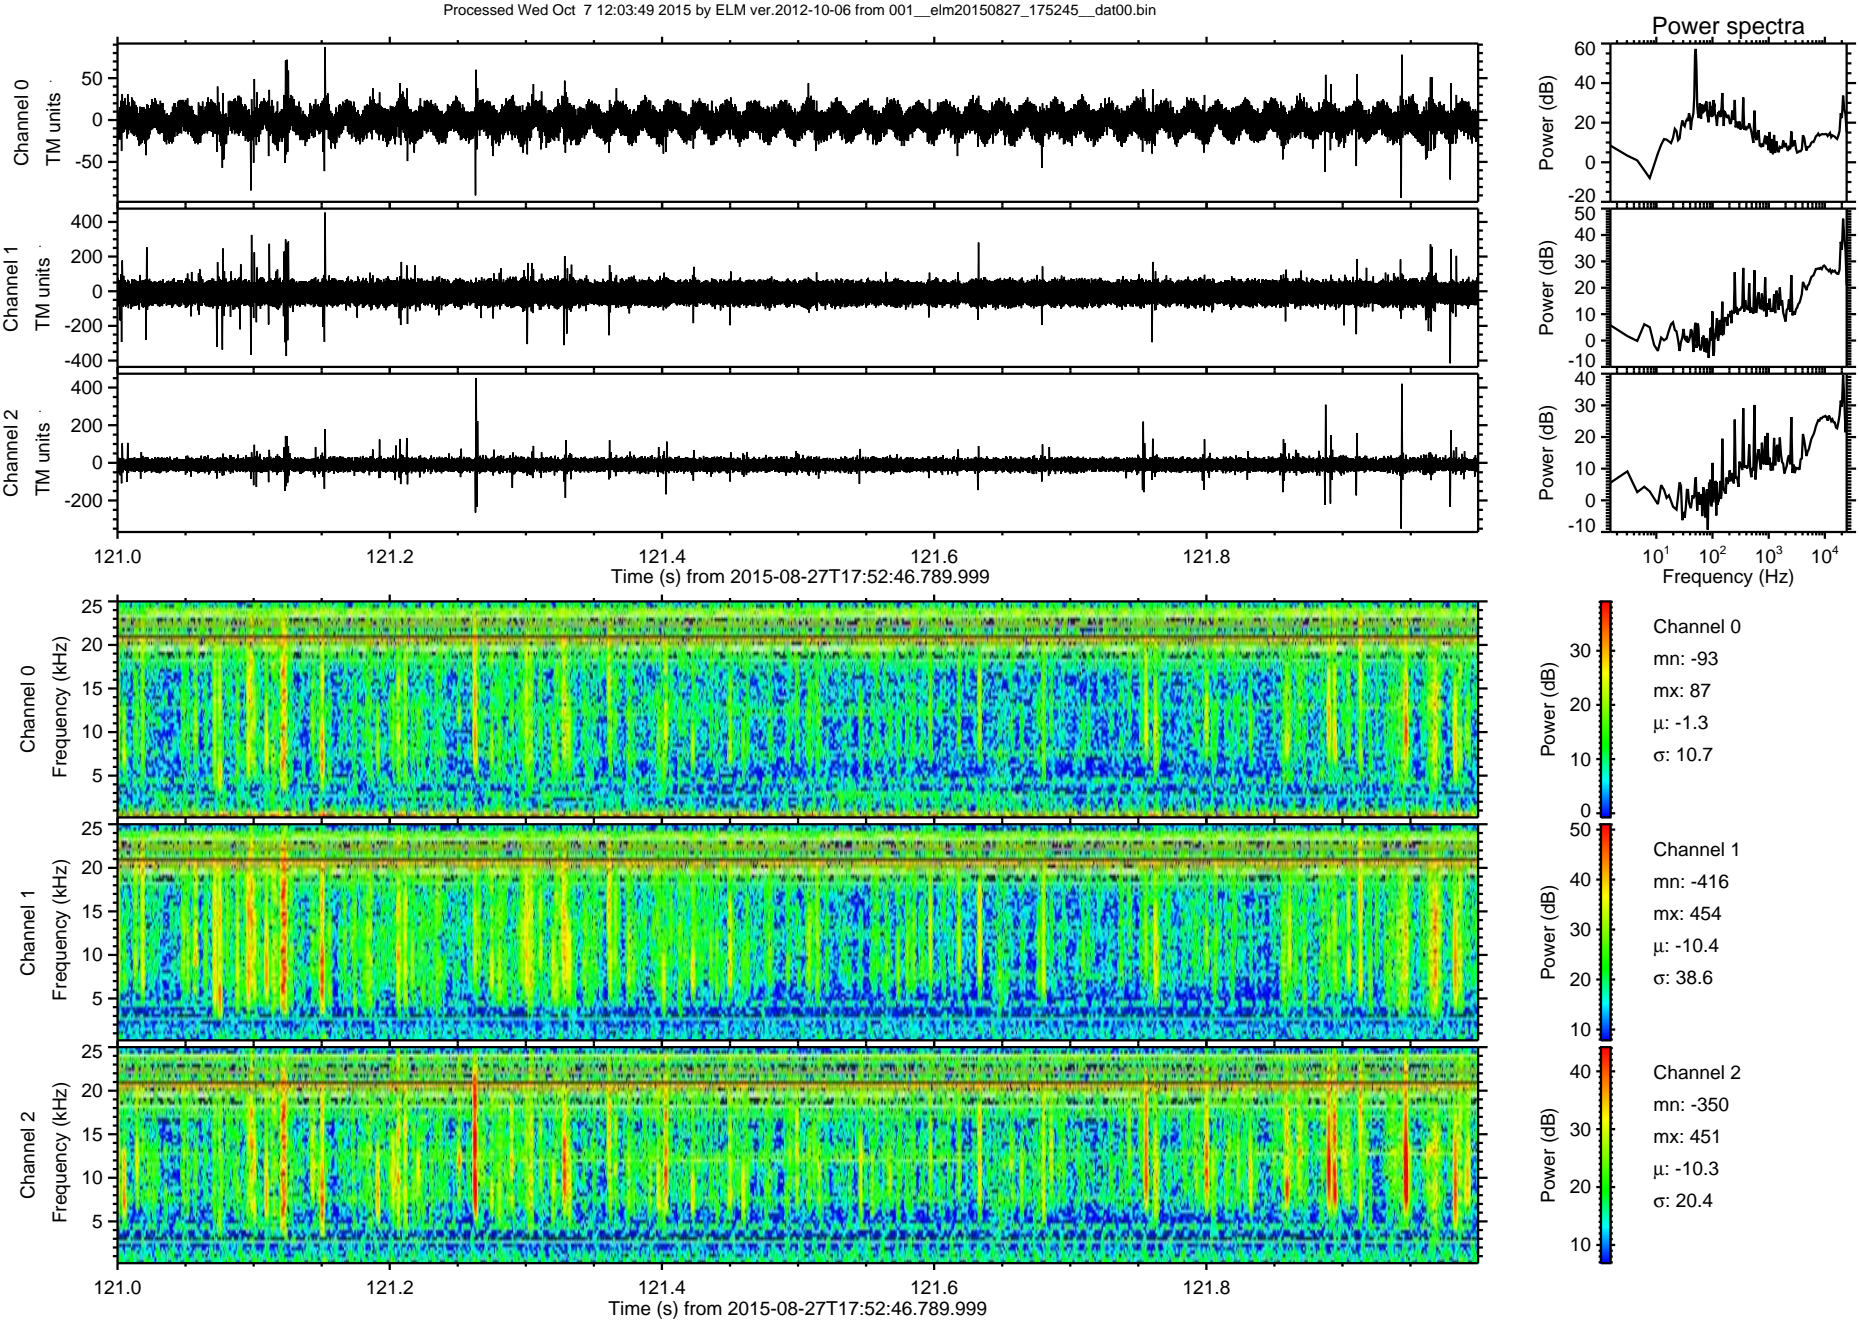 Processed Wed Oct  7 12:03:49 2015 by ELM ver.2012-10-06 from 001__elm20150827_175245__dat00.bin
Power spectra
Channel 0
TM units
50
0
-50
Power (dB)
60
40
20
0
-20
Channel 1
TM units
400
200
0
-200
-400
Power (dB)
50
40
30
20
10
0
-10
Channel 2
TM units
400
200
0
-200
Power (dB)
40
30
20
10
0
-10
121.0 121.2 121.4 121.6 121.8
Time (s) from 2015-08-27T17:52:46.789.999
10¹ 10² 10³ 10⁴
Frequency (Hz)
Channel 0
Frequency (kHz)
25
20
15
10
5
Power (dB)
30
20
10
0
Channel 0
mn: -93
mx: 87
μ: -1.3
σ: 10.7
Channel 1
Frequency (kHz)
25
20
15
10
5
Power (dB)
50
40
30
20
10
Channel 1
mn: -416
mx: 454
μ: -10.4
σ: 38.6
Channel 2
Frequency (kHz)
25
20
15
10
5
Power (dB)
40
30
20
10
Channel 2
mn: -350
mx: 451
μ: -10.3
σ: 20.4
121.0 121.2 121.4 121.6 121.8
Time (s) from 2015-08-27T17:52:46.789.999